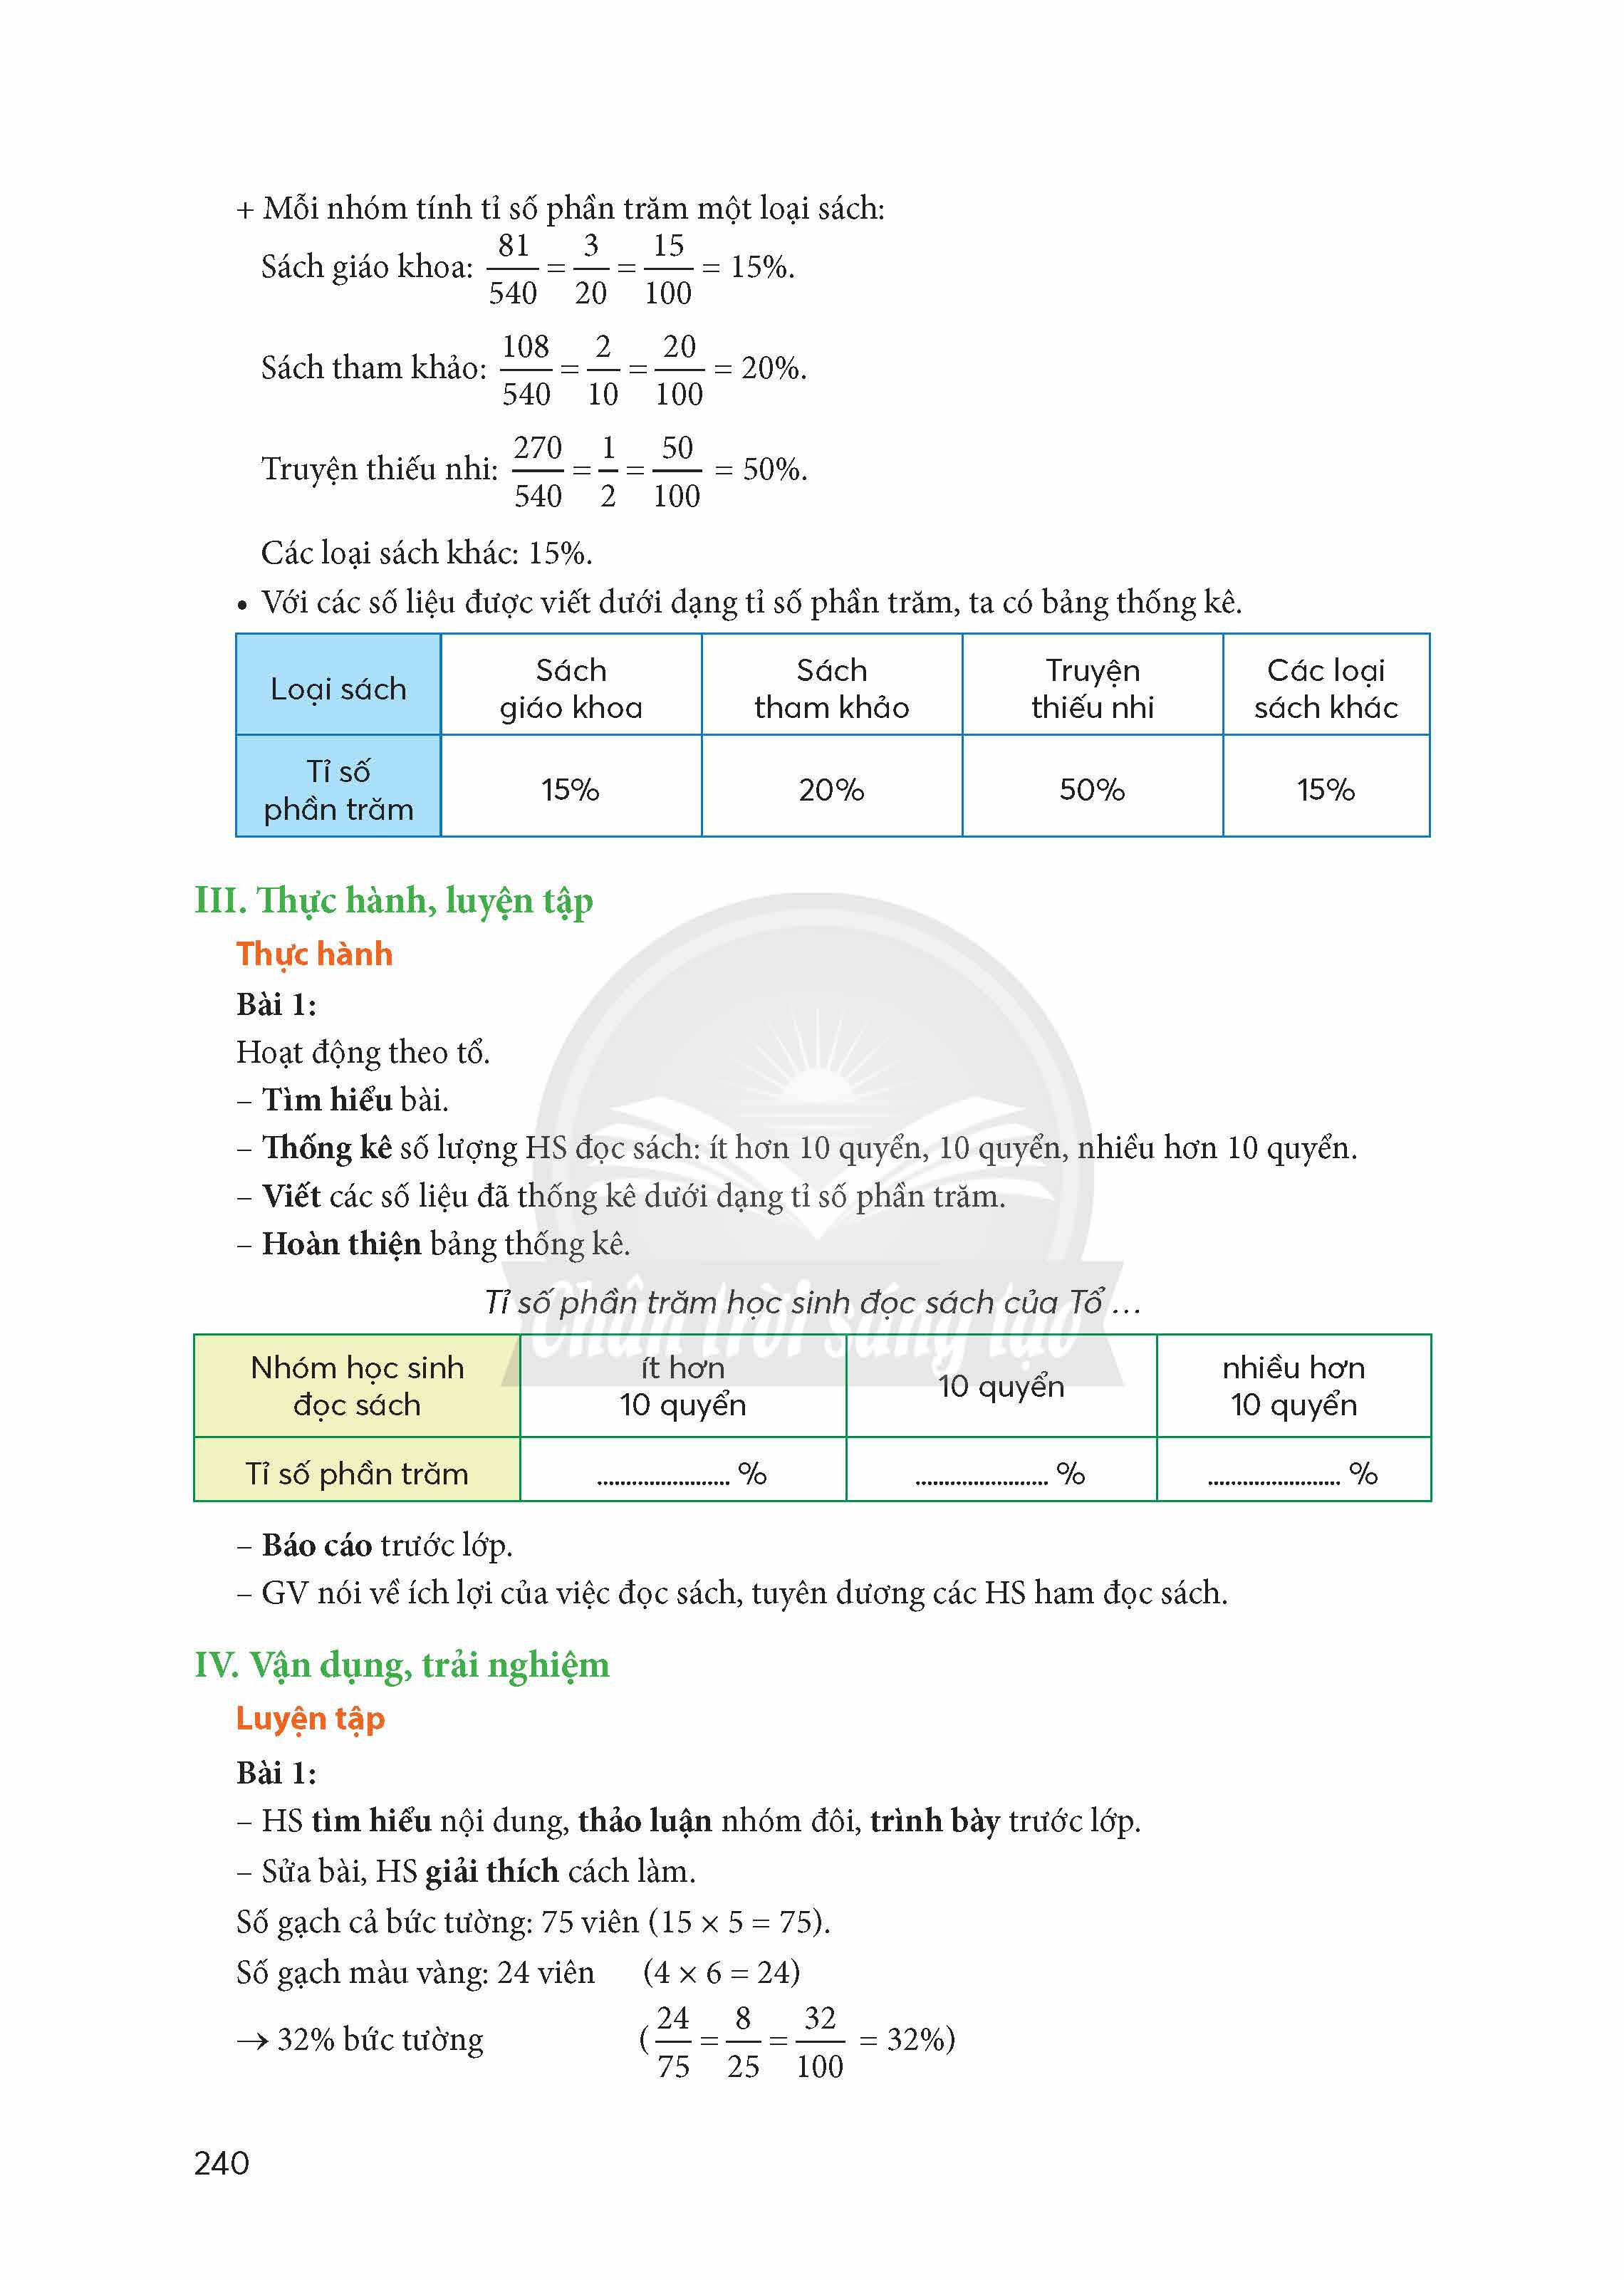 + Mỗi nhóm tính tỉ số phần trăm một loại sách:
Sách giáo khoa: 81/540 = 3/20 = 15/100 = 15%.
Sách tham khảo: 108/540 = 2/10 = 20/100 = 20%.
Truyện thiếu nhi: 270/540 = 1/2 = 50/100 = 50%.
Các loại sách khác: 15%.
• Với các số liệu được viết dưới dạng tỉ số phần trăm, ta có bảng thống kê.
Loại sách | Sách giáo khoa | Sách tham khảo | Truyện thiếu nhi | Các loại sách khác
Tỉ số phần trăm | 15% | 20% | 50% | 15%
III. Thực hành, luyện tập
Thực hành
Bài 1:
Hoạt động theo tổ.
– Tìm hiểu bài.
– Thống kê số lượng HS đọc sách: ít hơn 10 quyển, 10 quyển, nhiều hơn 10 quyển.
– Viết các số liệu đã thống kê dưới dạng tỉ số phần trăm.
– Hoàn thiện bảng thống kê.
Chân trời sáng tạo
Tỉ số phần trăm học sinh đọc sách của Tổ ...
Nhóm học sinh đọc sách | ít hơn 10 quyển | 10 quyển | nhiều hơn 10 quyển
Tỉ số phần trăm | ....................... % | ....................... % | ....................... %
– Báo cáo trước lớp.
– GV nói về ích lợi của việc đọc sách, tuyên dương các HS ham đọc sách.
IV. Vận dụng, trải nghiệm
Luyện tập
Bài 1:
– HS tìm hiểu nội dung, thảo luận nhóm đôi, trình bày trước lớp.
– Sửa bài, HS giải thích cách làm.
Số gạch cả bức tường: 75 viên (15 × 5 = 75).
Số gạch màu vàng: 24 viên (4 × 6 = 24)
→ 32% bức tường (24/75 = 8/25 = 32/100 = 32%)
240